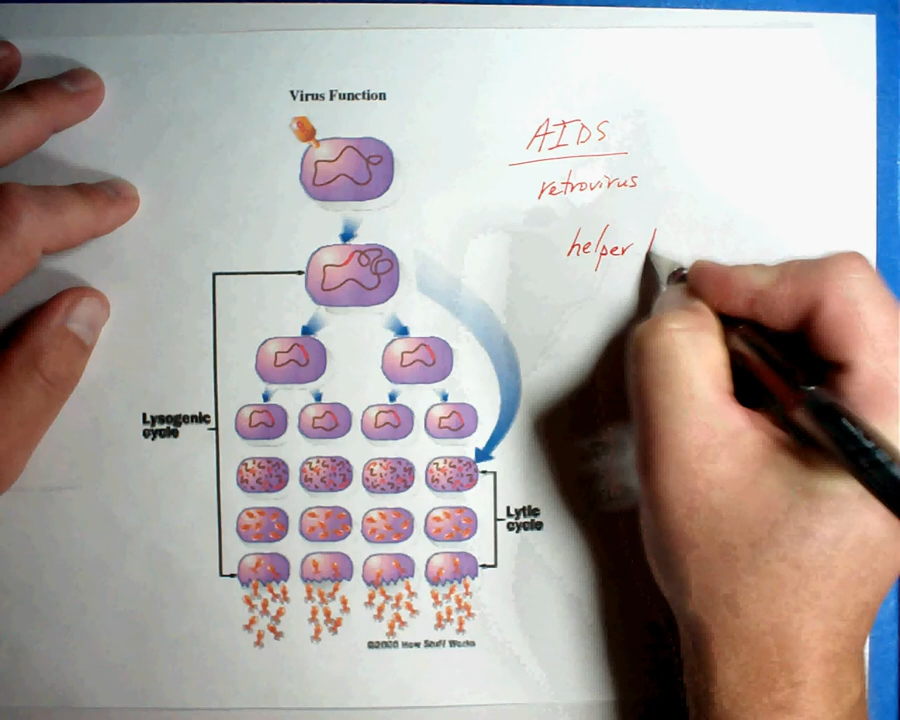 Virus Function
AIDS
retrovirus
helper
Lysogenic
cycle
Lytic
cycle
©2000 How Stuff Works